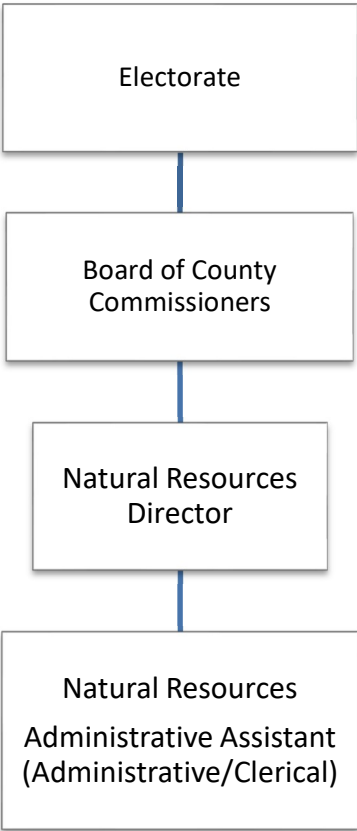 Electorate
Board of County
Commissioners
Natural Resources
Director
Natural Resources
Administrative Assistant
(Administrative/Clerical)